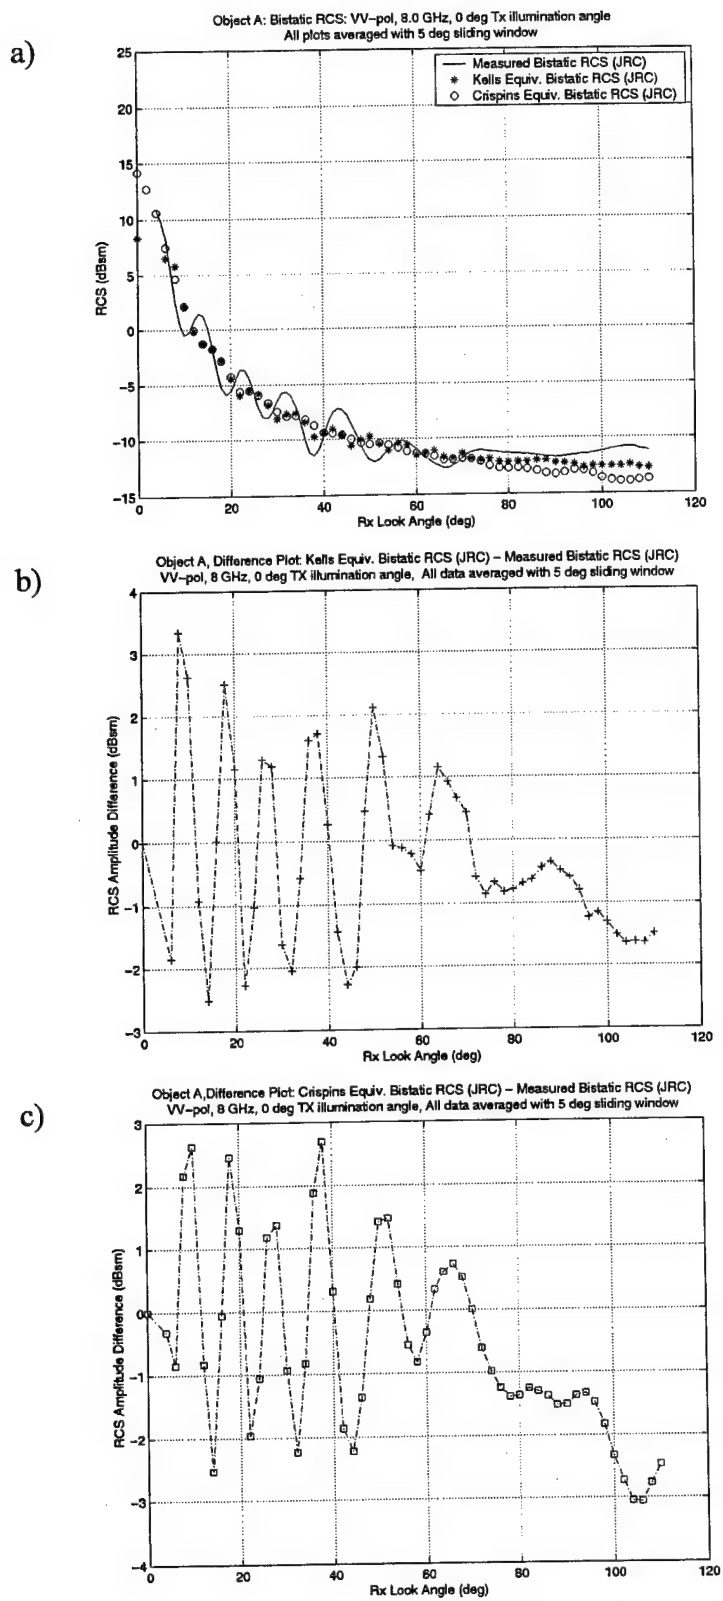 a)
Object A: Bistatic RCS: VV-pol, 8.0 GHz, 0 deg Tx illumination angle
All plots averaged with 5 deg sliding window
Measured Bistatic RCS (JRC)
Kells Equiv. Bistatic RCS (JRC)
Crispins Equiv. Bistatic RCS (JRC)
25
20
15
10
5
0
-5
-10
-15
RCS (dBsm)
0 20 40 60 80 100 120
Rx Look Angle (deg)
b)
Object A, Difference Plot: Kells Equiv. Bistatic RCS (JRC) - Measured Bistatic RCS (JRC)
VV-pol, 8 GHz, 0 deg TX illumination angle, All data averaged with 5 deg sliding window
4
3
2
1
0
-1
-2
-3
RCS Amplitude Difference (dBsm)
0 20 40 60 80 100 120
Rx Look Angle (deg)
c)
Object A,Difference Plot: Crispins Equiv. Bistatic RCS (JRC) - Measured Bistatic RCS (JRC)
VV-pol, 8 GHz, 0 deg TX illumination angle, All data averaged with 5 deg sliding window
3
2
1
0
-1
-2
-3
-4
RCS Amplitude Difference (dBsm)
0 20 40 60 80 100 120
Rx Look Angle (deg)